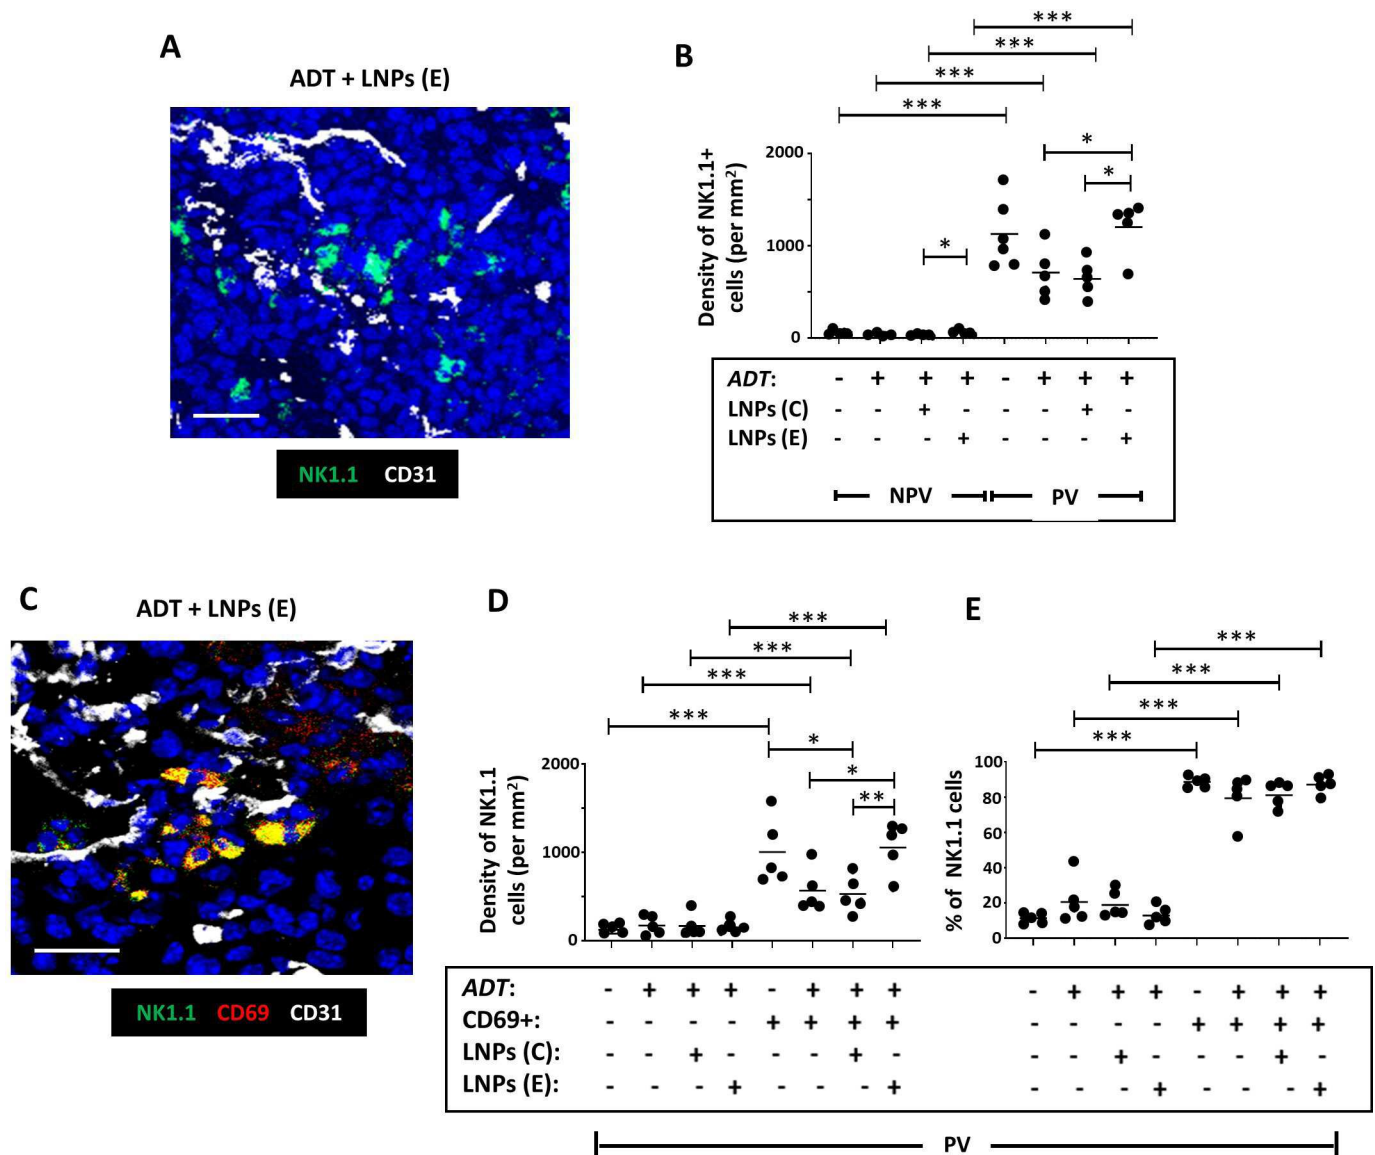 A
ADT + LNPs (E)
NK1.1 CD31
B
***
***
***
***
*
*
*
Density of NK1.1+
cells (per mm²)
2000
1000
0
ADT: - + + + - + + +
LNPs (C) - - + - - - + -
LNPs (E) - - - + - - - +
NPV PV
C
ADT + LNPs (E)
NK1.1 CD69 CD31
D
***
***
***
***
*
*
**
Density of NK1.1
cells (per mm²)
2000
1000
0
E
***
***
***
***
% of NK1.1 cells
100
80
60
40
20
0
ADT: - + + + - + + + - + + + - + + +
CD69+: - - - - + + + + - - - - + + + +
LNPs (C): - - + - - - + - - - + - - - + -
LNPs (E): - - - + - - - + - - - + - - - +
PV